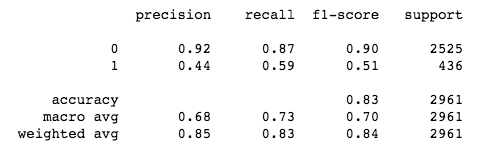 precision recall f1-score support
0 0.92 0.87 0.90 2525
1 0.44 0.59 0.51 436
accuracy 0.83 2961
macro avg 0.68 0.73 0.70 2961
weighted avg 0.85 0.83 0.84 2961